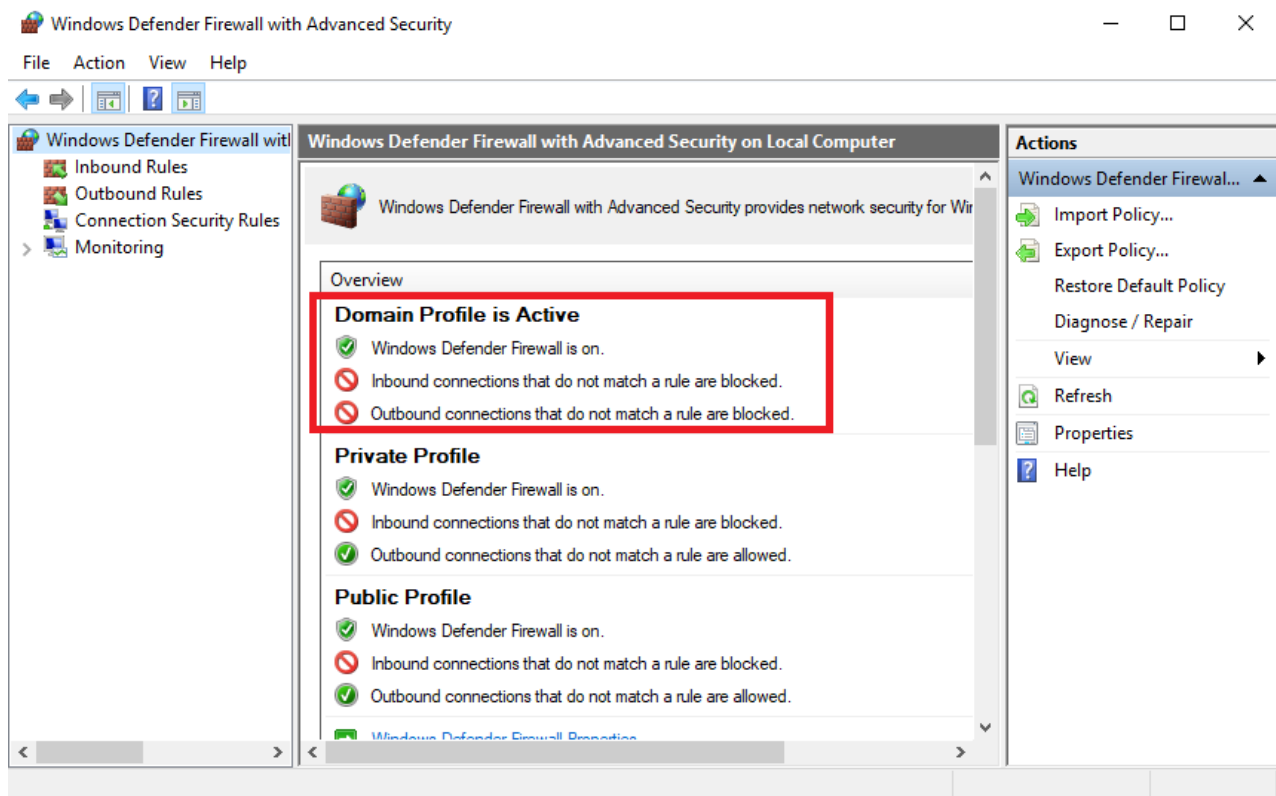 Windows Defender Firewall with Advanced Security
File Action View Help
Windows Defender Firewall witl
Inbound Rules
Outbound Rules
Connection Security Rules
Monitoring
Windows Defender Firewall with Advanced Security on Local Computer
Windows Defender Firewall with Advanced Security provides network security for Wir
Overview
Domain Profile is Active
Windows Defender Firewall is on.
Inbound connections that do not match a rule are blocked.
Outbound connections that do not match a rule are blocked.
Private Profile
Windows Defender Firewall is on.
Inbound connections that do not match a rule are blocked.
Outbound connections that do not match a rule are allowed.
Public Profile
Windows Defender Firewall is on.
Inbound connections that do not match a rule are blocked.
Outbound connections that do not match a rule are allowed.
Windows Defender Firewall Properties
Actions
Windows Defender Firewal...
Import Policy...
Export Policy...
Restore Default Policy
Diagnose / Repair
View
Refresh
Properties
Help